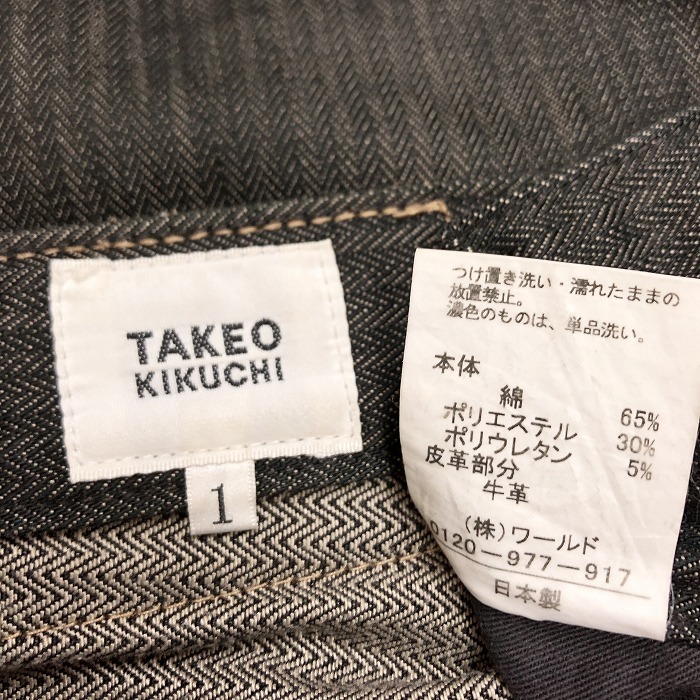 TAKEO
KIKUCHI
1
つけ置き洗い・濡れたままの
放置禁止。
濃色のものは、単品洗い。
本体
綿 65%
ポリエステル 30%
ポリウレタン 5%
皮革部分
牛革
(株)ワールド
0120-977-917
日本製